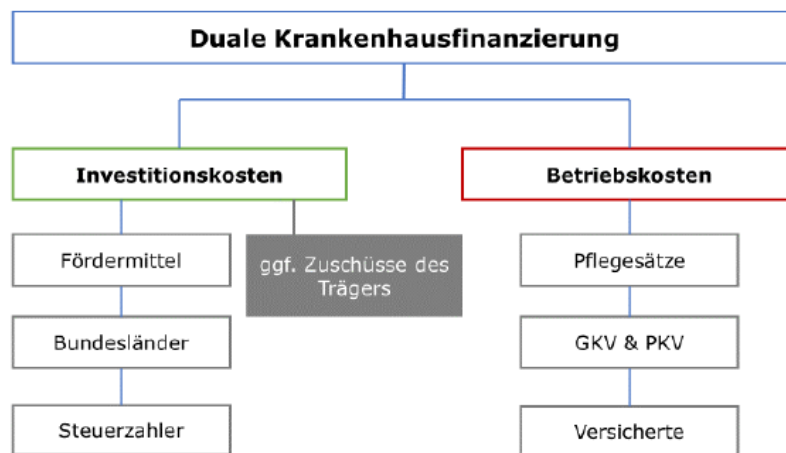 Duale Krankenhausfinanzierung
Investitionskosten
Betriebskosten
Fördermittel
ggf. Zuschüsse des
Trägers
Pflegesätze
Bundesländer
GKV & PKV
Steuerzahler
Versicherte